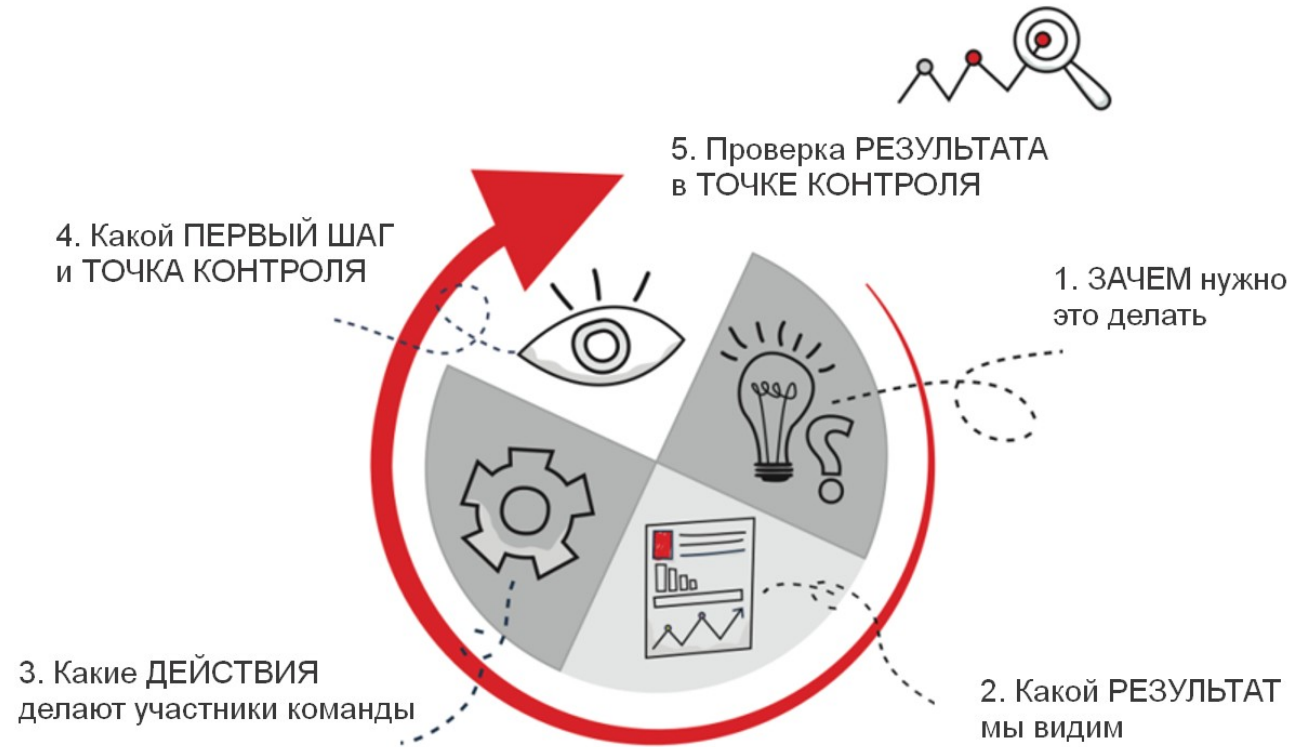 5. Проверка РЕЗУЛЬТАТА
в ТОЧКЕ КОНТРОЛЯ
4. Какой ПЕРВЫЙ ШАГ
и ТОЧКА КОНТРОЛЯ
1. ЗАЧЕМ нужно
это делать
3. Какие ДЕЙСТВИЯ
делают участники команды
2. Какой РЕЗУЛЬТАТ
мы видим